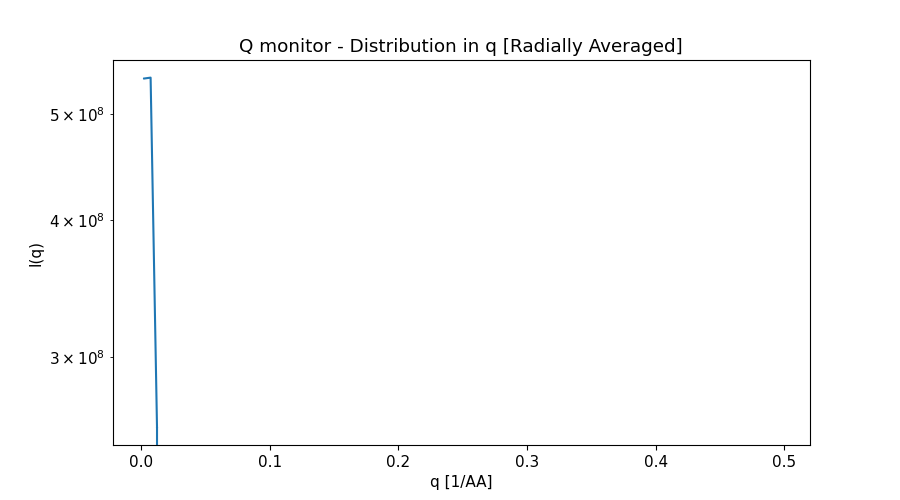 Q monitor - Distribution in q [Radially Averaged]
5 × 10⁸
4 × 10⁸
3 × 10⁸
I(q)
0.0 0.1 0.2 0.3 0.4 0.5
q [1/AA]